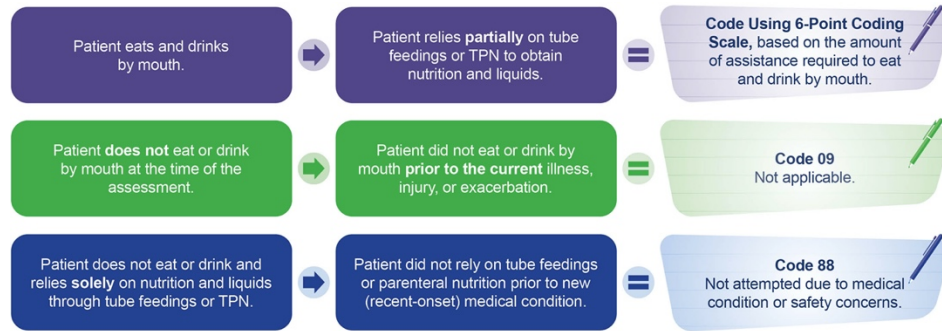 Patient eats and drinks
by mouth.
Patient relies partially on tube
feedings or TPN to obtain
nutrition and liquids.
Code Using 6-Point Coding
Scale, based on the amount
of assistance required to eat
and drink by mouth.
Patient does not eat or drink
by mouth at the time of the
assessment.
Patient did not eat or drink by
mouth prior to the current illness,
injury, or exacerbation.
Code 09
Not applicable.
Patient does not eat or drink and
relies solely on nutrition and liquids
through tube feedings or TPN.
Patient did not rely on tube feedings
or parenteral nutrition prior to new
(recent-onset) medical condition.
Code 88
Not attempted due to medical
condition or safety concerns.